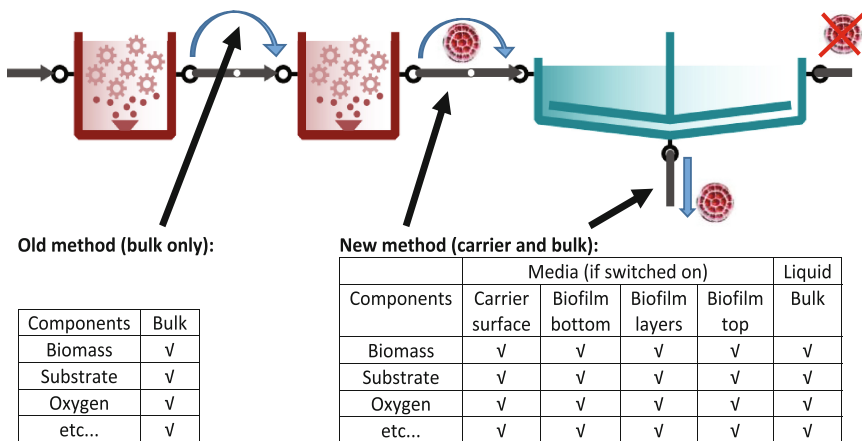 Old method (bulk only):
Components Bulk
Biomass √
Substrate √
Oxygen √
etc... √
New method (carrier and bulk):
Media (if switched on) Liquid
Components Carrier surface Biofilm bottom Biofilm layers Biofilm top Bulk
Biomass √ √ √ √ √
Substrate √ √ √ √ √
Oxygen √ √ √ √ √
etc... √ √ √ √ √